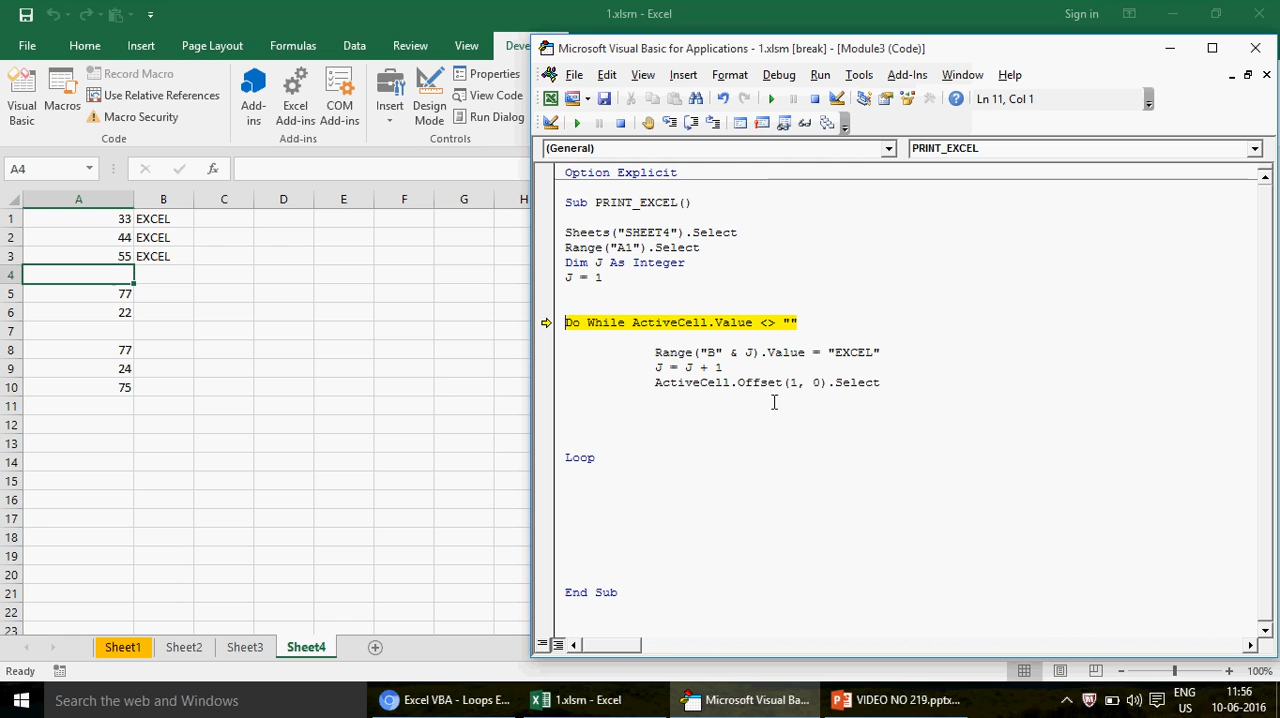 1.xlsm - Excel
Sign in
File Home Insert Page Layout Formulas Data Review View Deve
Visual Basic
Macros
Record Macro
Use Relative References
Macro Security
Code
Add-ins
Excel Add-ins
COM Add-ins
Add-ins
Insert
Design Mode
Properties
View Code
Run Dialog
Controls
A4
fx
A B C D E F G H
1 33 EXCEL
2 44 EXCEL
3 55 EXCEL
4
5 77
6 22
7
8 77
9 24
10 75
11
12
13
14
15
16
17
18
19
20
21
22
23
Sheet1 Sheet2 Sheet3 Sheet4
Ready
100%
Microsoft Visual Basic for Applications - 1.xlsm [break] - [Module3 (Code)]
File Edit View Insert Format Debug Run Tools Add-Ins Window Help
Ln 11, Col 1
(General)
PRINT_EXCEL
Option Explicit
Sub PRINT_EXCEL()
Sheets("SHEET4").Select
Range("A1").Select
Dim J As Integer
J = 1
Do While ActiveCell.Value <> ""
Range("B" & J).Value = "EXCEL"
J = J + 1
ActiveCell.Offset(1, 0).Select
Loop
End Sub
Search the web and Windows
Excel VBA - Loops E...
1.xlsm - Excel
Microsoft Visual Ba...
VIDEO NO 219.pptx...
ENG
US
11:56
10-06-2016